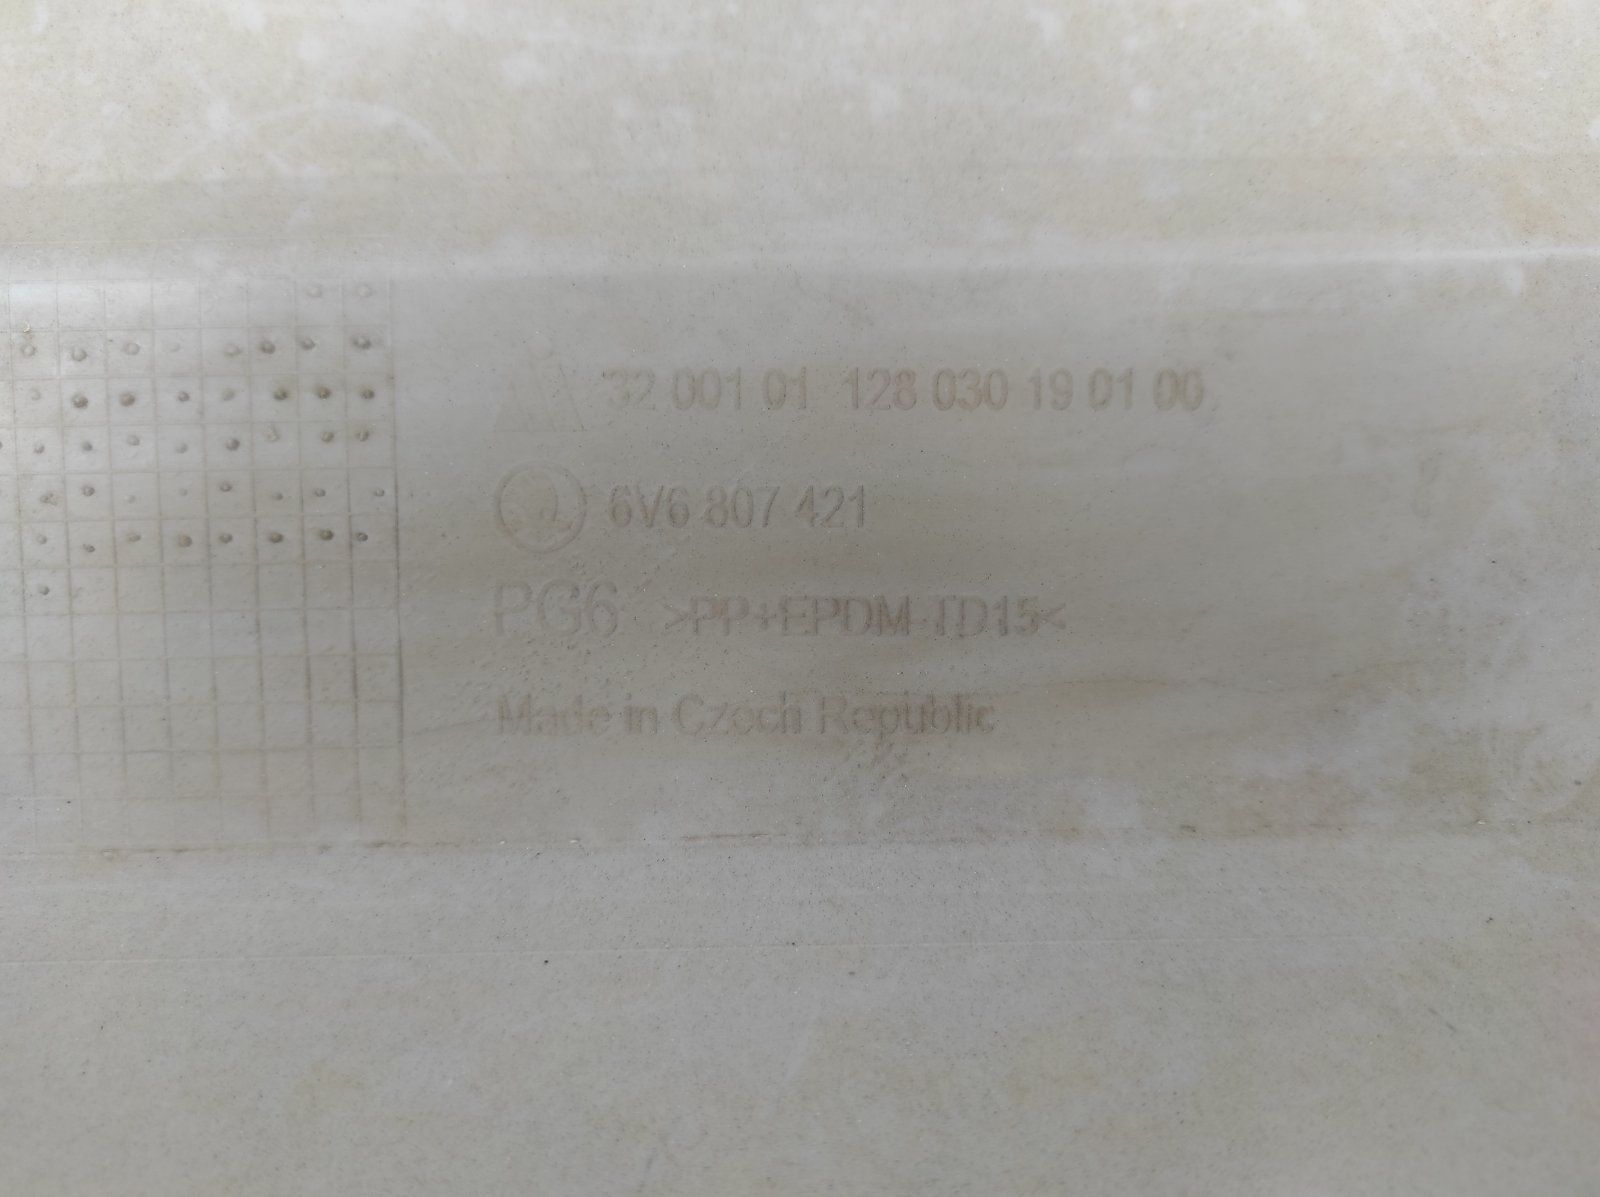 32 001 01 128 030 19 01 00
6V6 807 421
PG6 >PP+EPDM-TD15<
Made in Czech Republic